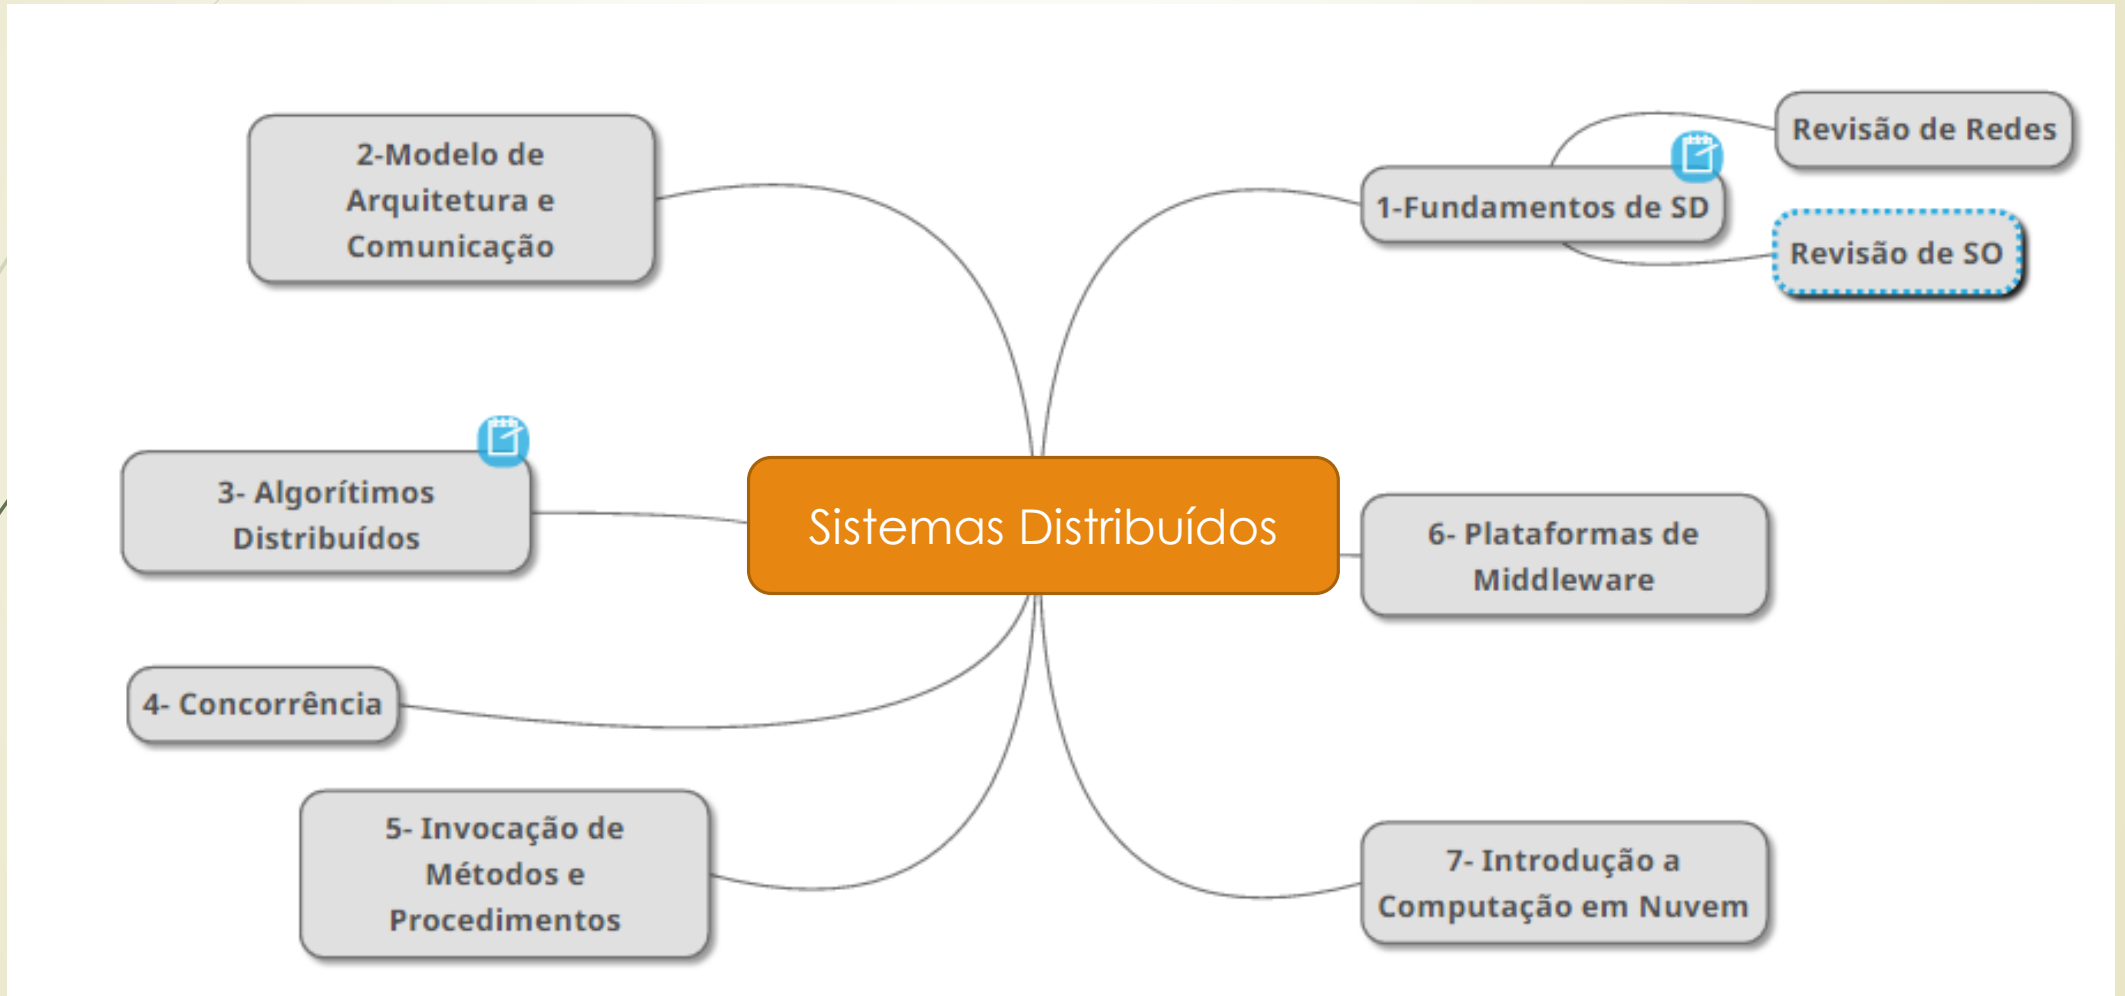 2-Modelo de
Arquitetura e
Comunicação
1-Fundamentos de SD
Revisão de Redes
Revisão de SO
3- Algorítimos
Distribuídos
Sistemas Distribuídos
6- Plataformas de
Middleware
4- Concorrência
5- Invocação de
Métodos e
Procedimentos
7- Introdução a
Computação em Nuvem